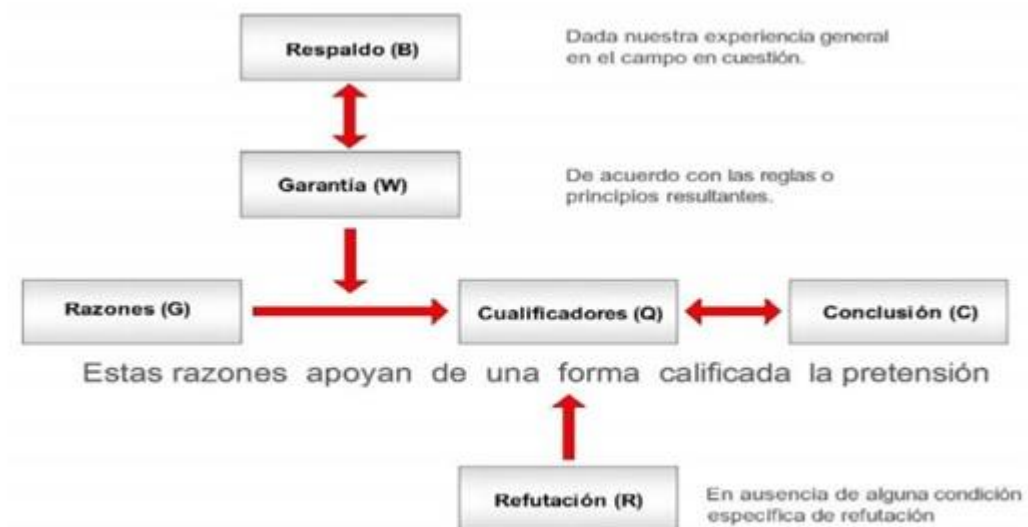 Respaldo (B)
Dada nuestra experiencia general
en el campo en cuestión.
Garantía (W)
De acuerdo con las reglas o
principios resultantes.
Razones (G)
Cualificadores (Q)
Conclusión (C)
Estas razones apoyan de una forma calificada la pretensión
Refutación (R)
En ausencia de alguna condición
específica de refutación